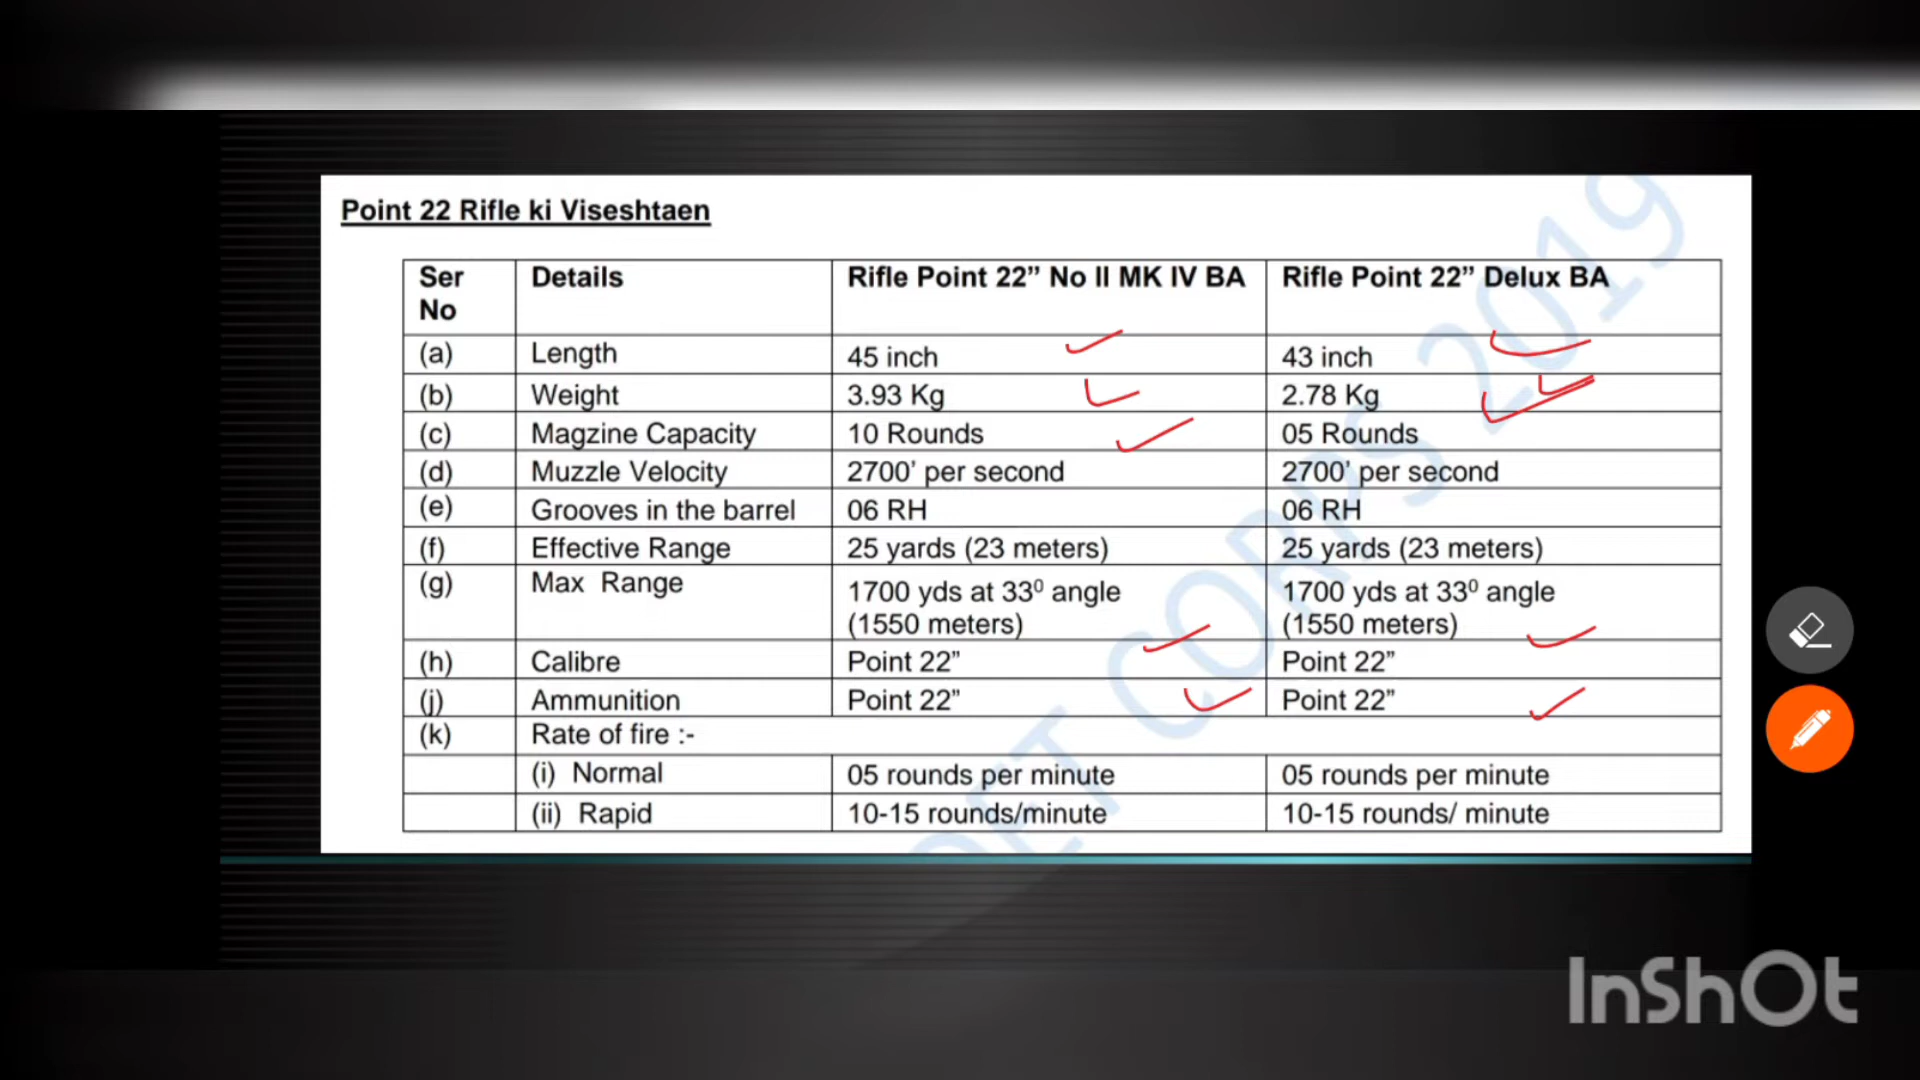 Point 22 Rifle ki Viseshtaen
Ser No Details Rifle Point 22” No II MK IV BA Rifle Point 22” Delux BA
(a) Length 45 inch 43 inch
(b) Weight 3.93 Kg 2.78 Kg
(c) Magzine Capacity 10 Rounds 05 Rounds
(d) Muzzle Velocity 2700’ per second 2700’ per second
(e) Grooves in the barrel 06 RH 06 RH
(f) Effective Range 25 yards (23 meters) 25 yards (23 meters)
(g) Max Range 1700 yds at 33⁰ angle (1550 meters) 1700 yds at 33⁰ angle (1550 meters)
(h) Calibre Point 22” Point 22”
(j) Ammunition Point 22” Point 22”
(k) Rate of fire :-
(i) Normal 05 rounds per minute 05 rounds per minute
(ii) Rapid 10-15 rounds/minute 10-15 rounds/ minute
CORPS 2019
InShOt